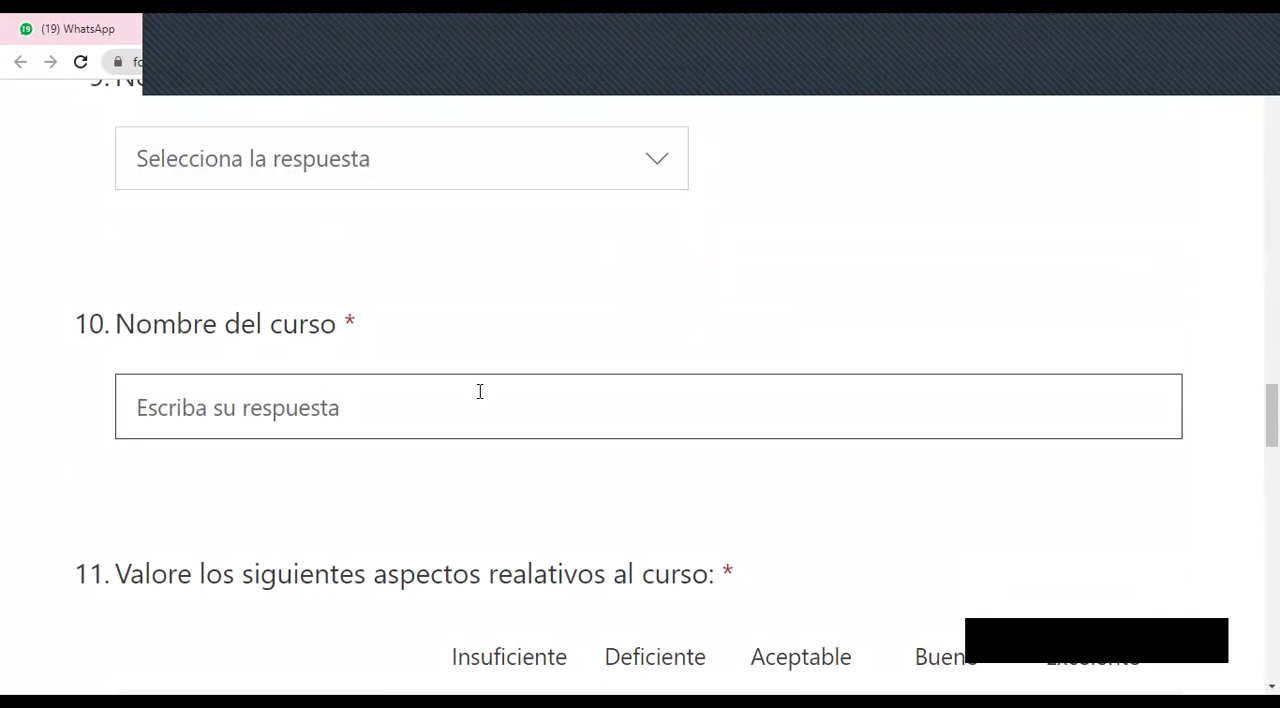 (19) WhatsApp
Selecciona la respuesta
10. Nombre del curso *
Escriba su respuesta
11. Valore los siguientes aspectos realativos al curso: *
Insuficiente Deficiente Aceptable